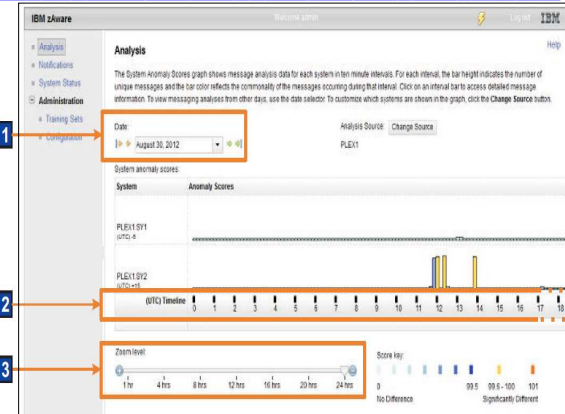 IBM zAware
Welcome admin
Log out
IBM
Analysis
Notifications
System Status
Administration
Training Sets
Configuration
Analysis
Help
The System Anomaly Scores graph shows message analysis data for each system in ten minute intervals. For each interval, the bar height indicates the number of
unique messages and the bar color reflects the commonality of the messages occurring during that interval. Click on an interval bar to access detailed message
information. To view messaging analyses from other days, use the date selector. To customize which systems are shown in the graph, click the Change Source button.
1
Date:
August 30, 2012
Analysis Source:
Change Source
PLEX1
System anomaly scores:
System
Anomaly Scores
PLEX1.SY1
(UTC) -5
PLEX1.SY2
(UTC) +15
2
(UTC) Timeline
0 1 2 3 4 5 6 7 8 9 10 11 12 13 14 15 16 17 18
3
Zoom level:
1 hr 4 hrs 8 hrs 12 hrs 16 hrs 20 hrs 24 hrs
Score key:
0 99.5 99.6 - 100 101
No Difference
Significantly Different